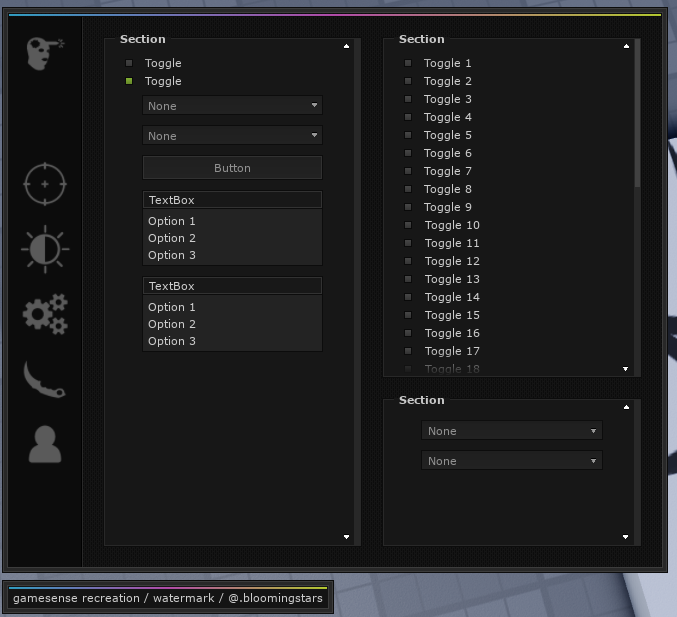 Section
Toggle
Toggle
None
None
Button
TextBox
Option 1
Option 2
Option 3
TextBox
Option 1
Option 2
Option 3
Section
Toggle 1
Toggle 2
Toggle 3
Toggle 4
Toggle 5
Toggle 6
Toggle 7
Toggle 8
Toggle 9
Toggle 10
Toggle 11
Toggle 12
Toggle 13
Toggle 14
Toggle 15
Toggle 16
Toggle 17
Toggle 18
Section
None
None
gamesense recreation / watermark / @.bloomingstars